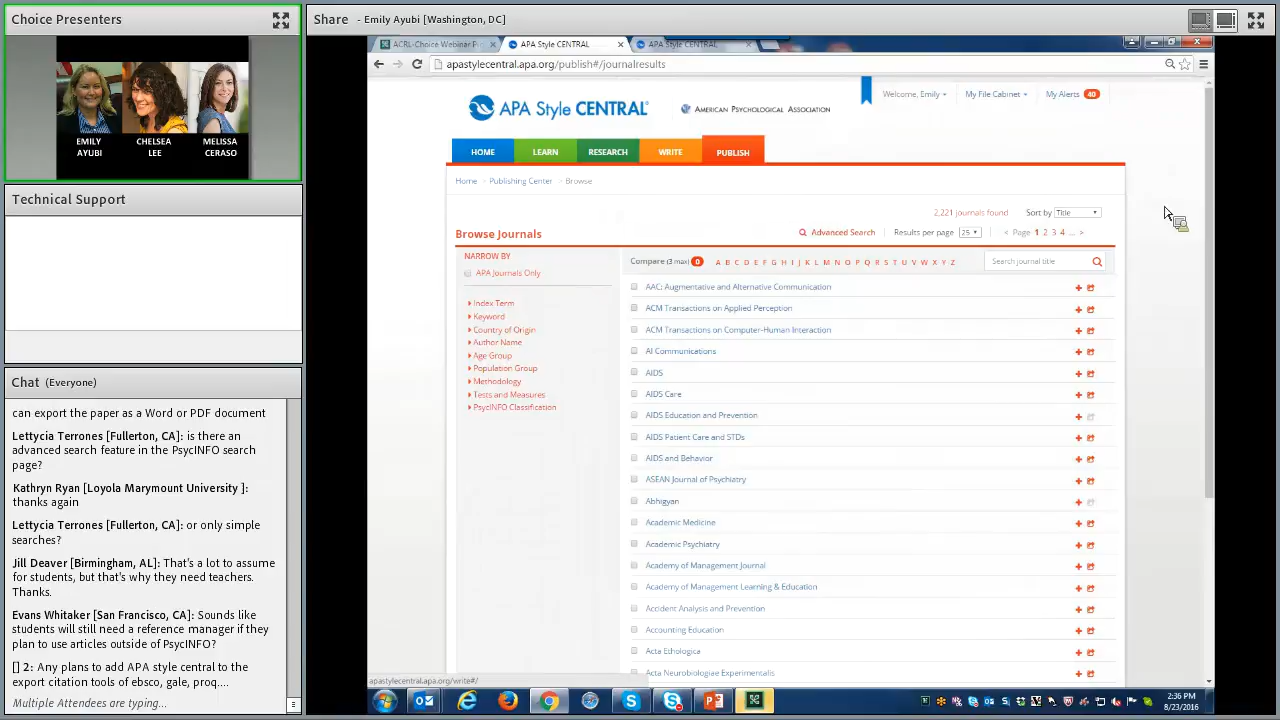 Choice Presenters
EMILY AYUBI
CHELSEA LEE
MELISSA CERASO
Technical Support
Chat (Everyone)
can export the paper as a Word or PDF document
Lettycia Terrones [Fullerton, CA]: is there an
advanced search feature in the PsycINFO search
page?
Kathryn Ryan [Loyola Marymount University ]:
thanks again
Lettycia Terrones [Fullerton, CA]: or only simple
searches?
Jill Deaver [Birmingham, AL]: That's a lot to assume
for students, but that's why they need teachers.
Thanks.
Evans Whitaker [San Francisco, CA]: Sounds like
students will still need a reference manager if they
plan to use articles outside of PsycINFO?
[] 2: Any plans to add APA style central to the
export citation tools of ebsco, gale, proq....
Multiple Attendees are typing...
Share - Emily Ayubi [Washington, DC]
ACRL-Choice Webinar P
APA Style CENTRAL
APA Style CENTRAL
apastylecentral.apa.org/publish#/journalresults
APA Style CENTRAL
AMERICAN PSYCHOLOGICAL ASSOCIATION
Welcome, Emily
My File Cabinet
My Alerts 40
HOME LEARN RESEARCH WRITE PUBLISH
Home Publishing Center Browse
2,221 journals found Sort by Title
Browse Journals
Advanced Search Results per page 25 < Page 1 2 3 4 ... >
NARROW BY
APA Journals Only
Index Term
Keyword
Country of Origin
Author Name
Age Group
Population Group
Methodology
Tests and Measures
PsycINFO Classification
Compare (3 max) 0 A B C D E F G H I J K L M N O P Q R S T U V W X Y Z Search journal title
AAC: Augmentative and Alternative Communication
ACM Transactions on Applied Perception
ACM Transactions on Computer-Human Interaction
AI Communications
AIDS
AIDS Care
AIDS Education and Prevention
AIDS Patient Care and STDs
AIDS and Behavior
ASEAN Journal of Psychiatry
Abhigyan
Academic Medicine
Academic Psychiatry
Academy of Management Journal
Academy of Management Learning & Education
Accident Analysis and Prevention
Accounting Education
Acta Ethologica
Acta Neurobiologiae Experimentalis
apastylecentral.apa.org/write#/
2:36 PM
8/23/2016